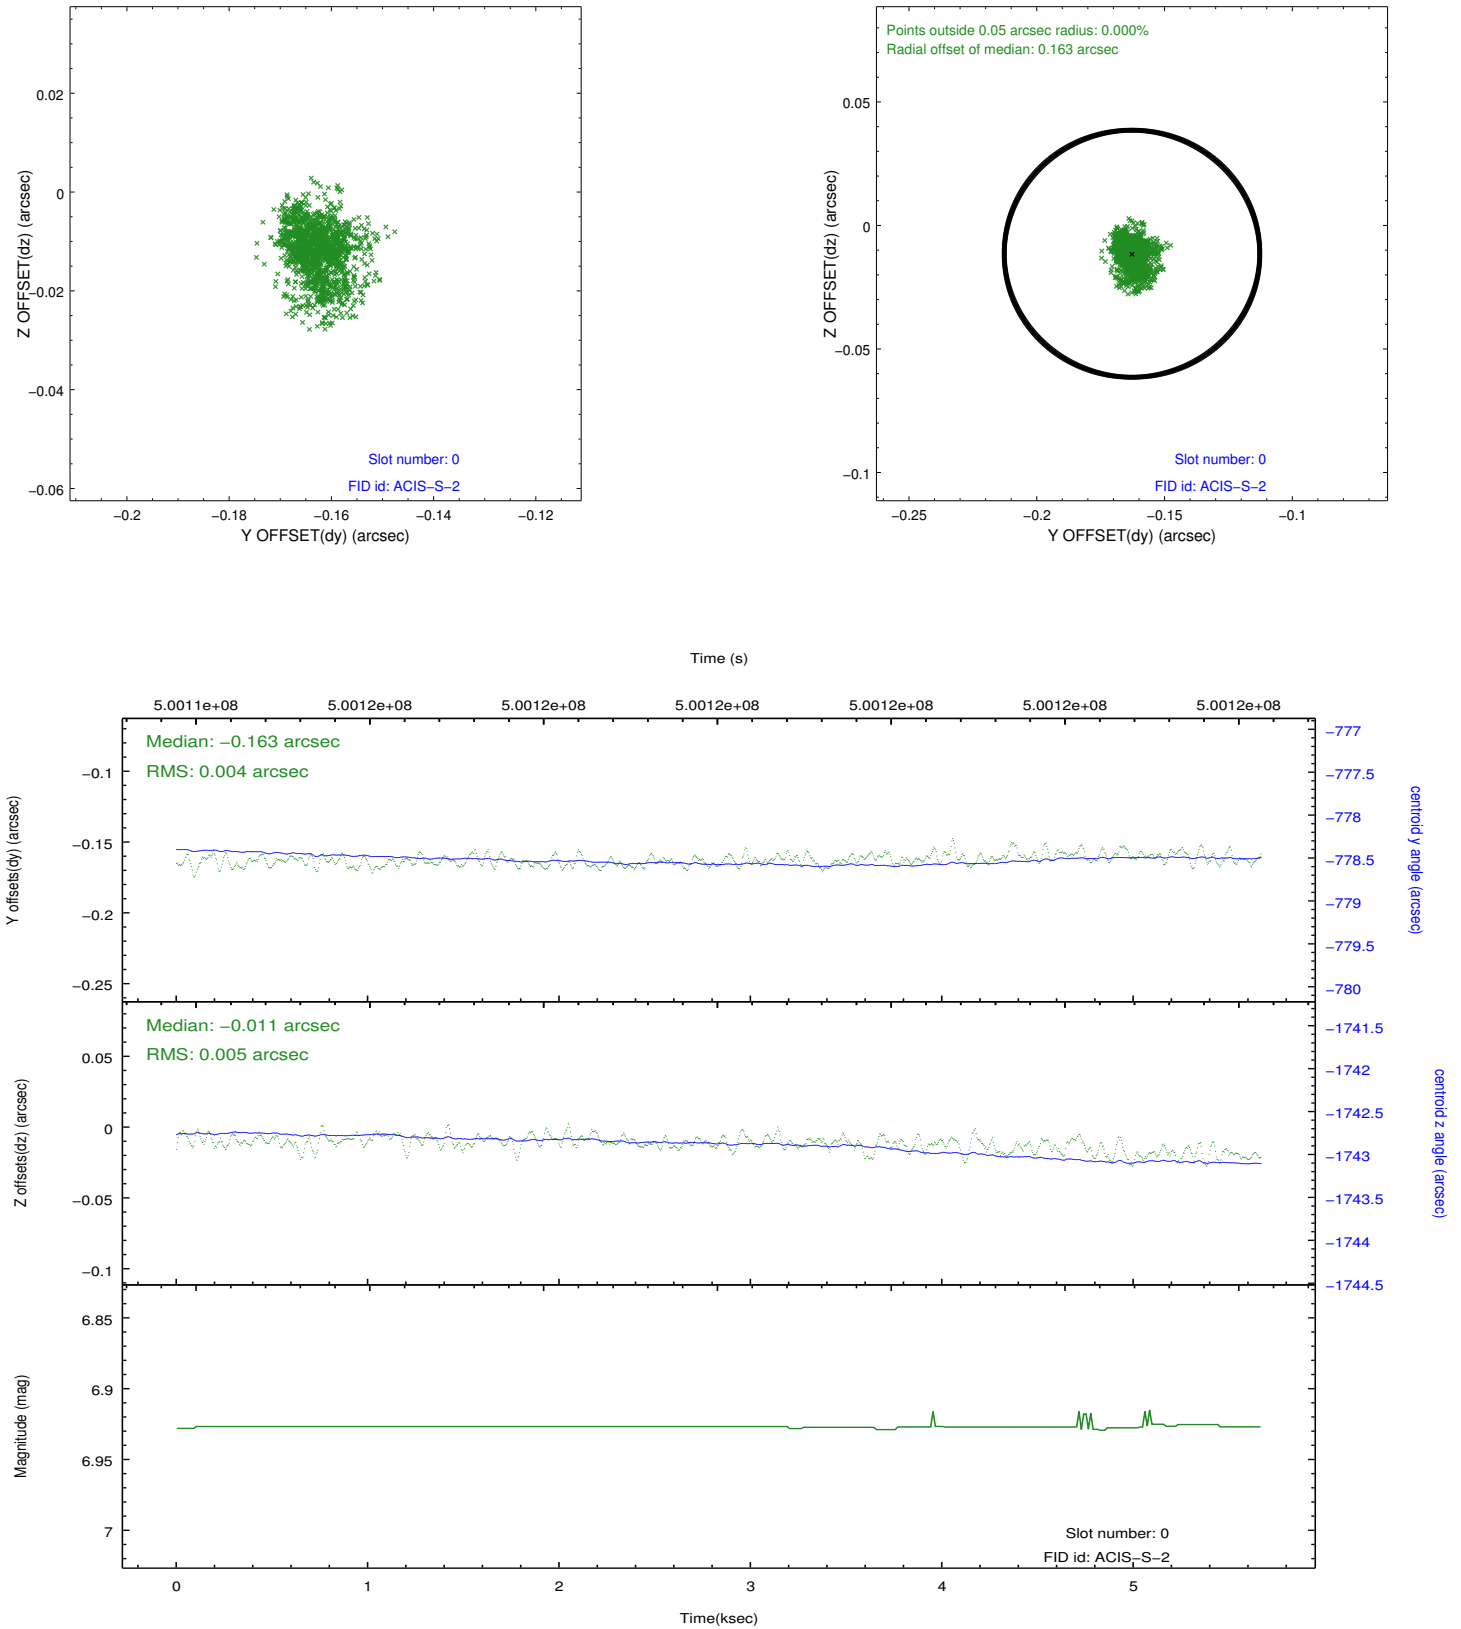 0.02
0
−0.02
−0.04
−0.06
Z OFFSET(dz) (arcsec)
Slot number: 0
FID id: ACIS−S−2
−0.2 −0.18 −0.16 −0.14 −0.12
Y OFFSET(dy) (arcsec)
Points outside 0.05 arcsec radius: 0.000%
Radial offset of median: 0.163 arcsec
0.05
0
−0.05
−0.1
Z OFFSET(dz) (arcsec)
Slot number: 0
FID id: ACIS−S−2
−0.25 −0.2 −0.15 −0.1
Y OFFSET(dy) (arcsec)
Time (s)
5.0011e+08 5.0012e+08 5.0012e+08 5.0012e+08 5.0012e+08 5.0012e+08 5.0012e+08
Median: −0.163 arcsec
RMS: 0.004 arcsec
−0.1
−0.15
−0.2
−0.25
Y offsets(dy) (arcsec)
−777
−777.5
−778
−778.5
−779
−779.5
−780
centroid y angle (arcsec)
Median: −0.011 arcsec
RMS: 0.005 arcsec
0.05
0
−0.05
−0.1
Z offsets(dz) (arcsec)
−1741.5
−1742
−1742.5
−1743
−1743.5
−1744
−1744.5
centroid z angle (arcsec)
6.85
6.9
6.95
7
Magnitude (mag)
Slot number: 0
FID id: ACIS−S−2
0 1 2 3 4 5
Time(ksec)